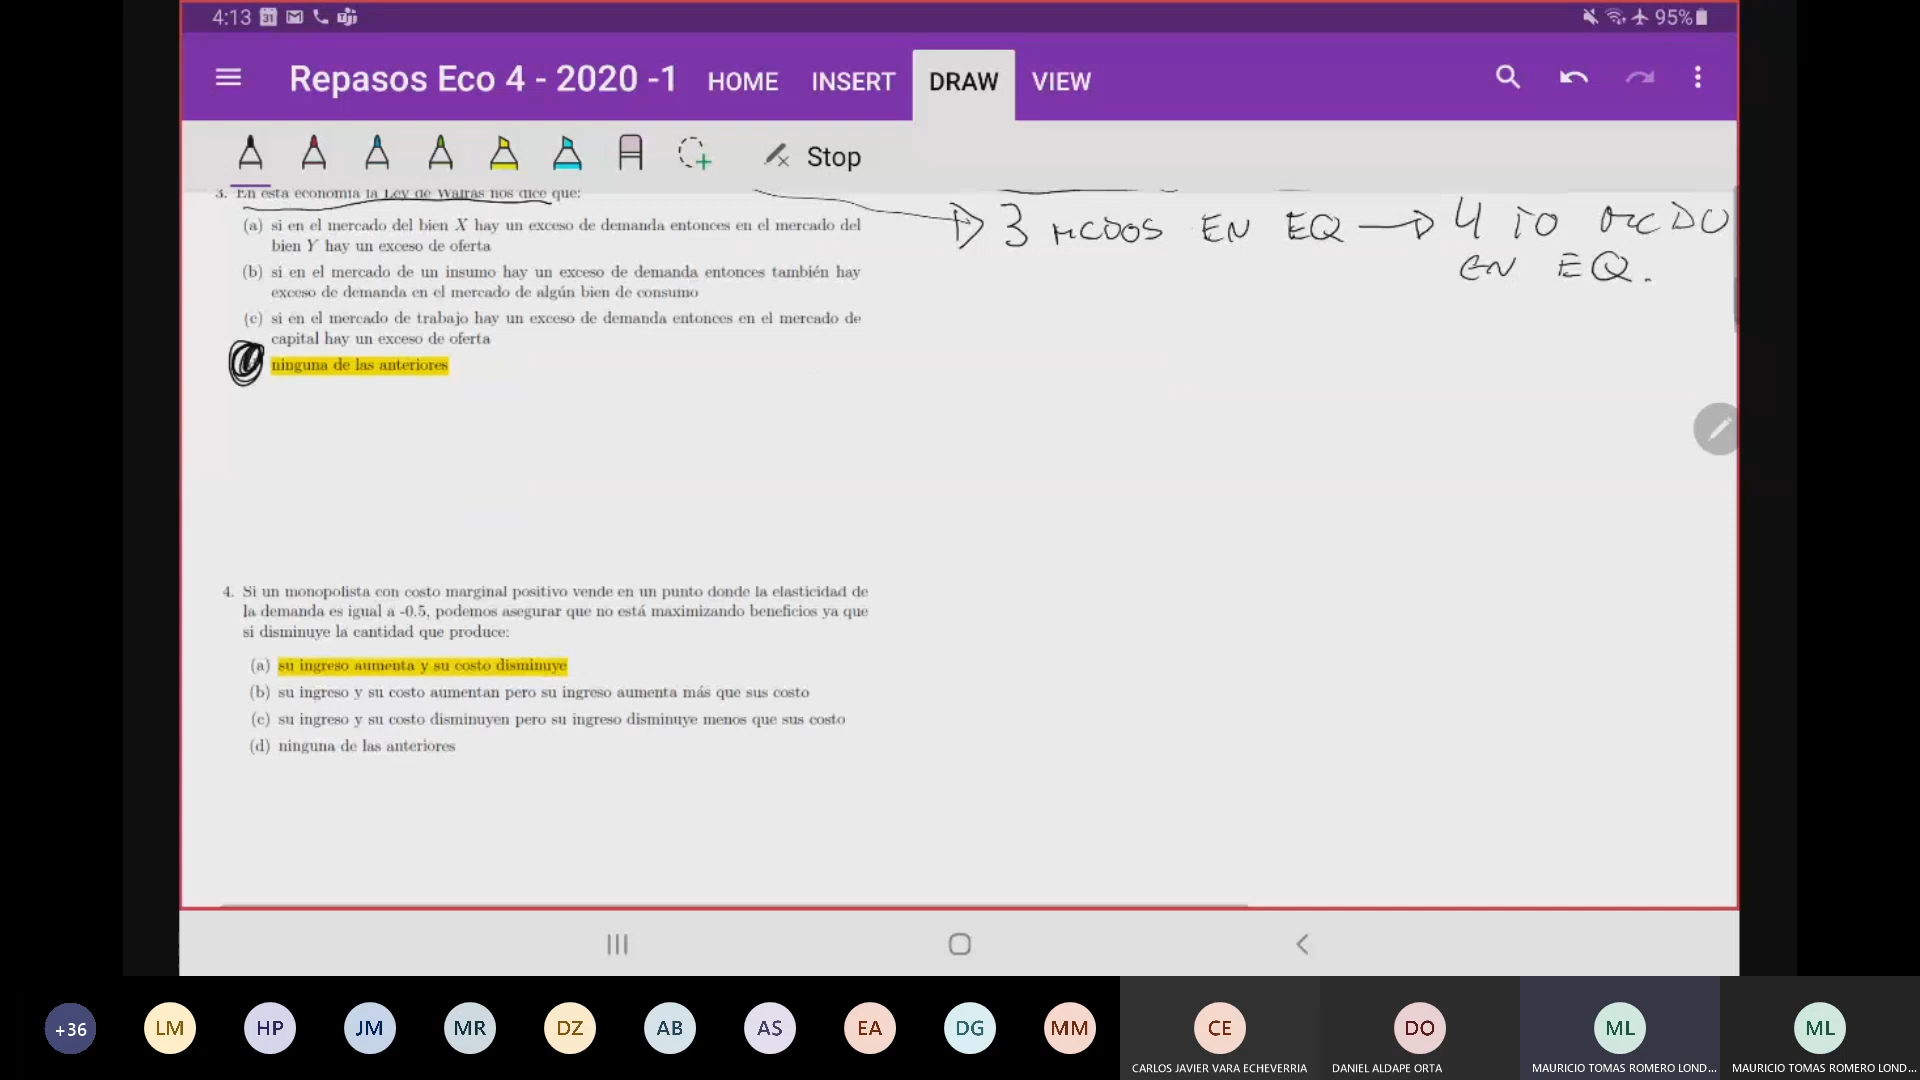 4:13 31 95%
Repasos Eco 4 - 2020 -1 HOME INSERT DRAW VIEW
Stop
3. En esta economía la Ley de Walras nos dice que:
(a) si en el mercado del bien X hay un exceso de demanda entonces en el mercado del
bien Y hay un exceso de oferta
(b) si en el mercado de un insumo hay un exceso de demanda entonces también hay
exceso de demanda en el mercado de algún bien de consumo
(c) si en el mercado de trabajo hay un exceso de demanda entonces en el mercado de
capital hay un exceso de oferta
ninguna de las anteriores
3 MCDOS EN EQ → 4 TO MCDO
EN EQ.
4. Si un monopolista con costo marginal positivo vende en un punto donde la elasticidad de
la demanda es igual a -0.5, podemos asegurar que no está maximizando beneficios ya que
si disminuye la cantidad que produce:
(a) su ingreso aumenta y su costo disminuye
(b) su ingreso y su costo aumentan pero su ingreso aumenta más que sus costo
(c) su ingreso y su costo disminuyen pero su ingreso disminuye menos que sus costo
(d) ninguna de las anteriores
+36 LM HP JM MR DZ AB AS EA DG MM CE DO ML ML
CARLOS JAVIER VARA ECHEVERRIA DANIEL ALDAPE ORTA MAURICIO TOMAS ROMERO LOND... MAURICIO TOMAS ROMERO LOND...